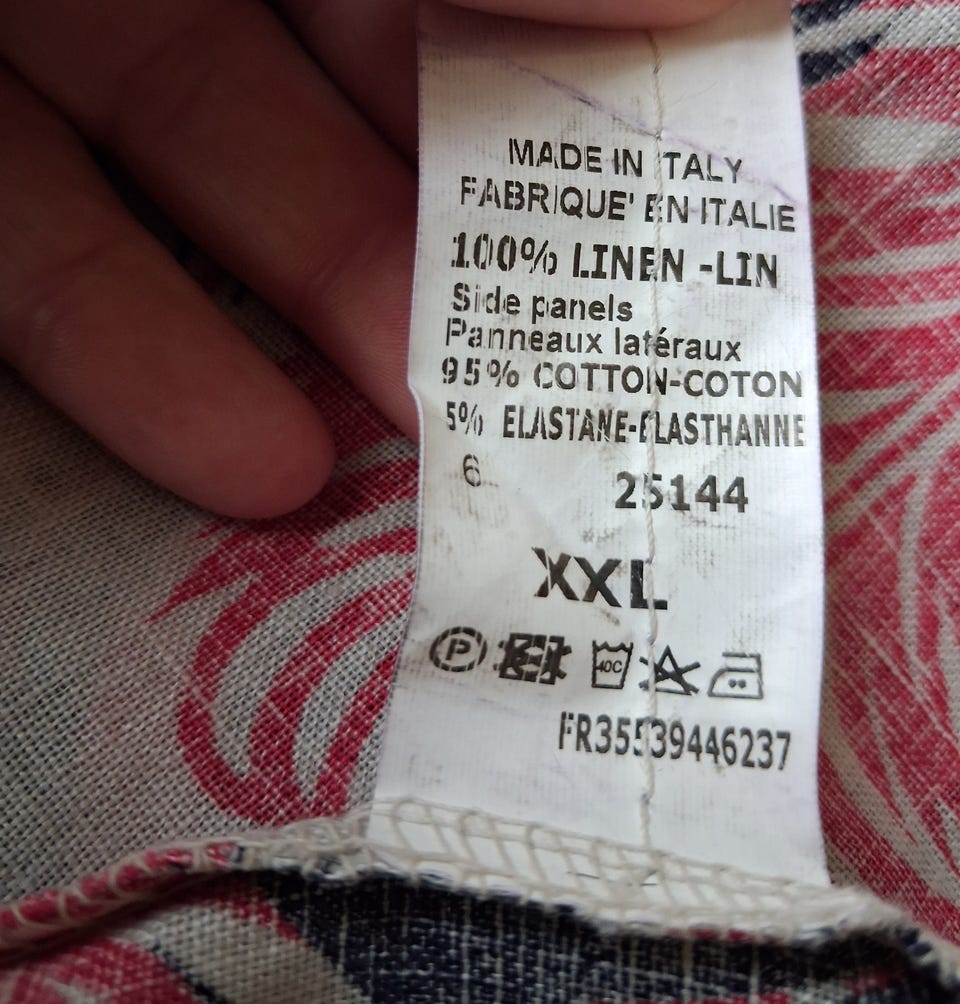 MADE IN ITALY
FABRIQUE' EN ITALIE
100% LINEN -LIN
Side panels
Panneaux latéraux
95% COTTON-COTON
5% ELASTANE-ELASTHANNE
6 25144
XXL
P 40C
FR35539446237